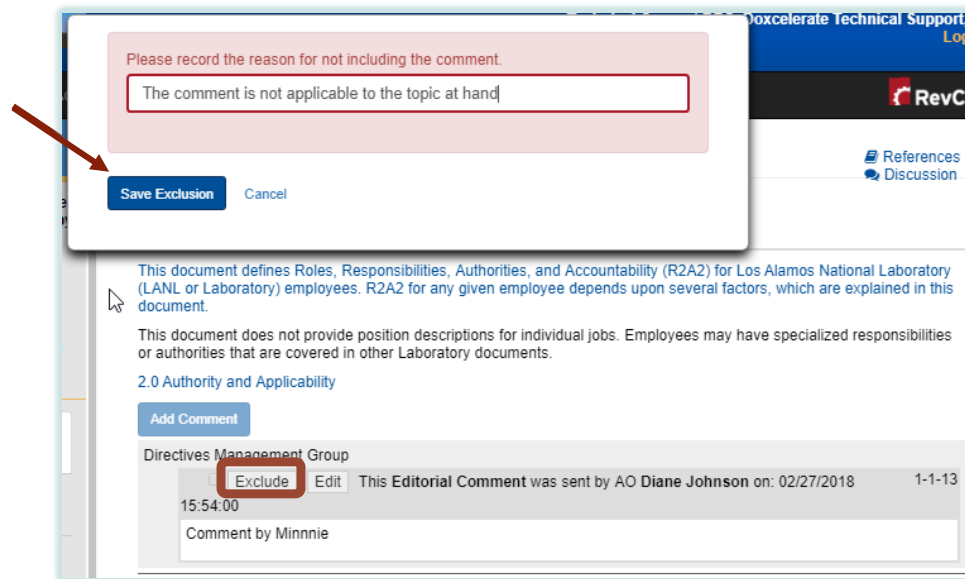 Doxcelerate Technical Support
Log
Please record the reason for not including the comment.
The comment is not applicable to the topic at hand
RevC
References
Save Exclusion Cancel
Discussion
This document defines Roles, Responsibilities, Authorities, and Accountability (R2A2) for Los Alamos National Laboratory
(LANL or Laboratory) employees. R2A2 for any given employee depends upon several factors, which are explained in this
document.
This document does not provide position descriptions for individual jobs. Employees may have specialized responsibilities
or authorities that are covered in other Laboratory documents.
2.0 Authority and Applicability
Add Comment
Directives Management Group
Exclude Edit This Editorial Comment was sent by AO Diane Johnson on: 02/27/2018 1-1-13
15:54:00
Comment by Minnnie